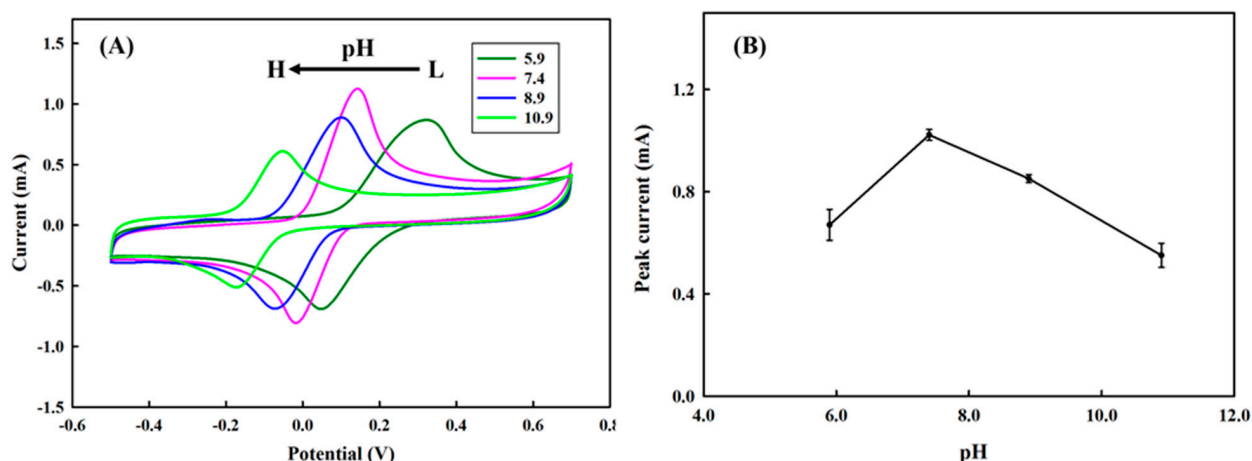 (A)
pH
H L
5.9
7.4
8.9
10.9
1.5
1.0
0.5
0.0
-0.5
-1.0
-1.5
Current (mA)
-0.6 -0.4 -0.2 0.0 0.2 0.4 0.6 0.8
Potential (V)
(B)
1.2
0.8
0.4
0.0
Peak current (mA)
4.0 6.0 8.0 10.0 12.0
pH